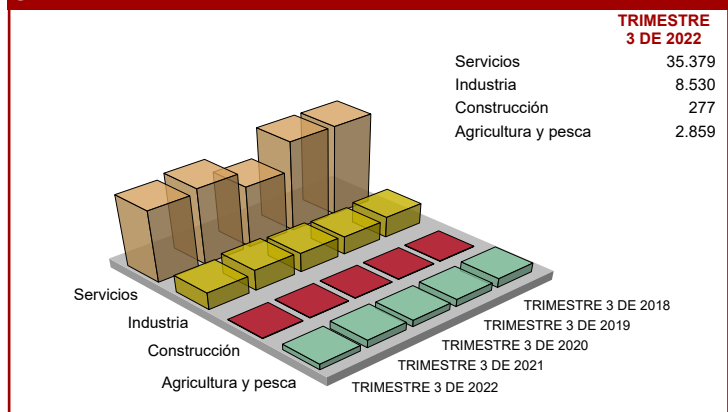 TRIMESTRE
3 DE 2022
Servicios 35.379
Industria 8.530
Construcción 277
Agricultura y pesca 2.859
Servicios
Industria
Construcción
Agricultura y pesca
TRIMESTRE 3 DE 2018
TRIMESTRE 3 DE 2019
TRIMESTRE 3 DE 2020
TRIMESTRE 3 DE 2021
TRIMESTRE 3 DE 2022